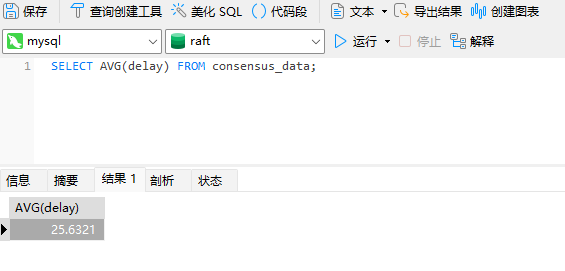 保存 查询创建工具 美化 SQL () 代码段 文本 导出结果 创建图表
mysql raft 运行 停止 解释
1 SELECT AVG(delay) FROM consensus_data;
信息 摘要 结果 1 剖析 状态
AVG(delay)
25.6321